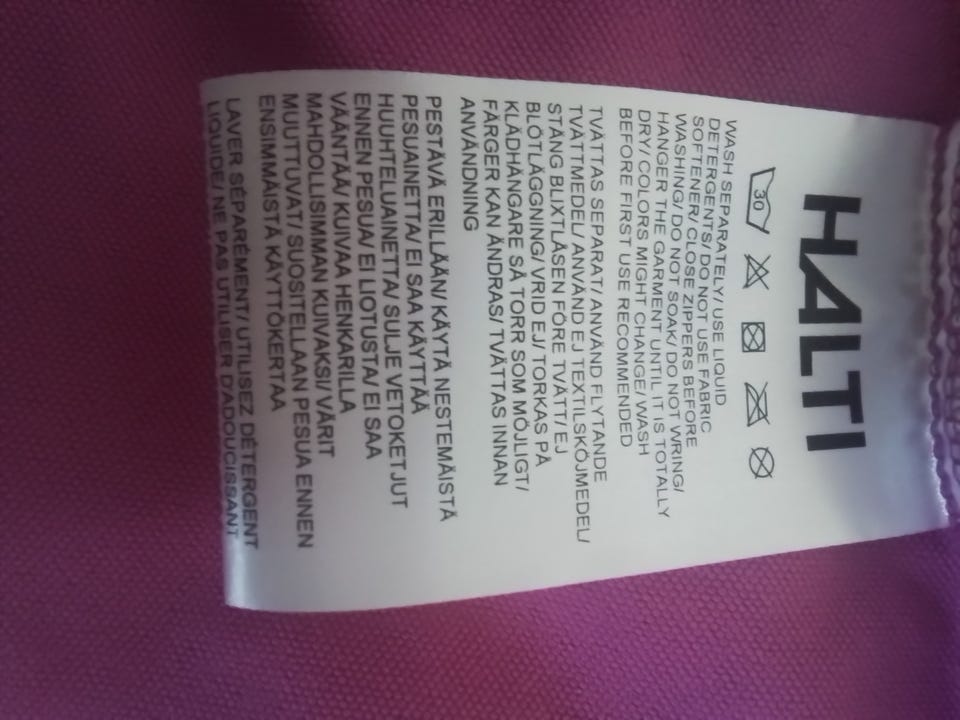 HALTI
30
WASH SEPARATELY/ USE LIQUID
DETERGENTS/ DO NOT USE FABRIC
SOFTENER/ CLOSE ZIPPERS BEFORE
WASHING/ DO NOT SOAK/ DO NOT WRING/
HANGER THE GARMENT UNTIL IT IS TOTALLY
DRY/ COLORS MIGHT CHANGE/ WASH
BEFORE FIRST USE RECOMMENDED
TVÄTTAS SEPARAT/ ANVÄND FLYTANDE
TVÄTTMEDEL/ ANVÄND EJ TEXTILSKÖJMEDEL/
STÄNG BLIXTLÅSEN FÖRE TVÄTT/ EJ
BLÖTLÄGGNING/ VRID EJ/ TORKAS PÅ
KLÄDHÄNGARE SÅ TORR SOM MÖJLIGT/
FÄRGER KAN ÄNDRAS/ TVÄTTAS INNAN
ANVÄNDNING
PESTÄVÄ ERILLÄÄN/ KÄYTÄ NESTEMÄISTÄ
PESUAINETTA/ EI SAA KÄYTTÄÄ
HUUHTELUAINETTA/ SULJE VETOKETJUT
ENNEN PESUA/ EI LIOTUSTA/ EI SAA
VÄÄNTÄÄ/ KUIVAA HENKARILLA
MAHDOLLISIMMAN KUIVAKSI/ VÄRIT
MUUTTUVAT/ SUOSITELLAAN PESUA ENNEN
ENSIMMÄISTÄ KÄYTTÖKERTAA
LAVER SÉPARÉMENT/ UTILISEZ DÉTERGENT
LIQUIDE/ NE PAS UTILISER D'ADOUCISSANT